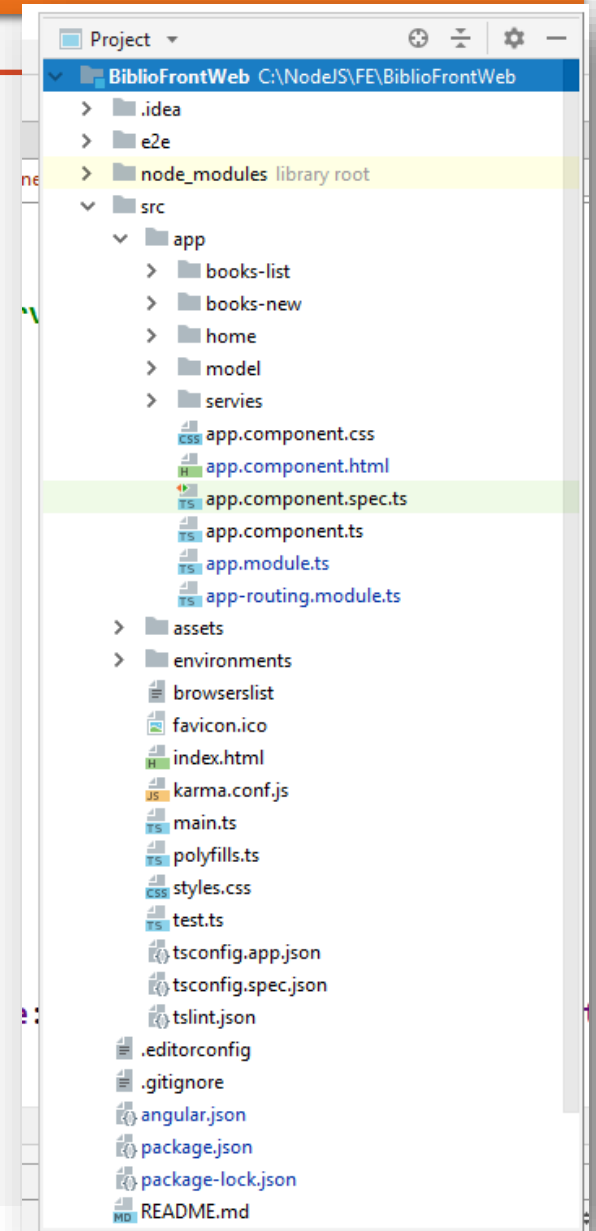 Project
BiblioFrontWeb C:\NodeJS\FE\BiblioFrontWeb
.idea
e2e
node_modules library root
src
app
books-list
books-new
home
model
servies
app.component.css
app.component.html
app.component.spec.ts
app.component.ts
app.module.ts
app-routing.module.ts
assets
environments
browserslist
favicon.ico
index.html
karma.conf.js
main.ts
polyfills.ts
styles.css
test.ts
tsconfig.app.json
tsconfig.spec.json
tslint.json
.editorconfig
.gitignore
angular.json
package.json
package-lock.json
README.md